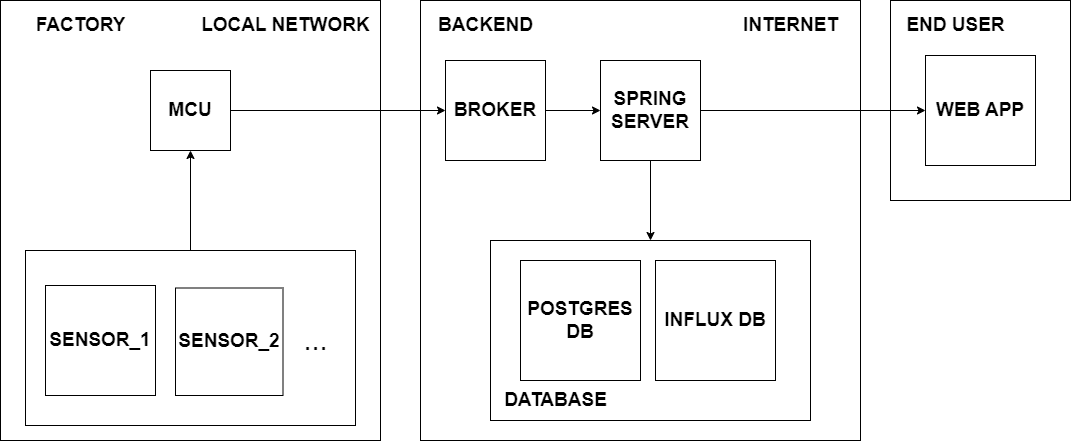 FACTORY
LOCAL NETWORK
MCU
SENSOR_1
SENSOR_2
...
BACKEND
INTERNET
BROKER
SPRING
SERVER
POSTGRES
DB
INFLUX DB
DATABASE
END USER
WEB APP